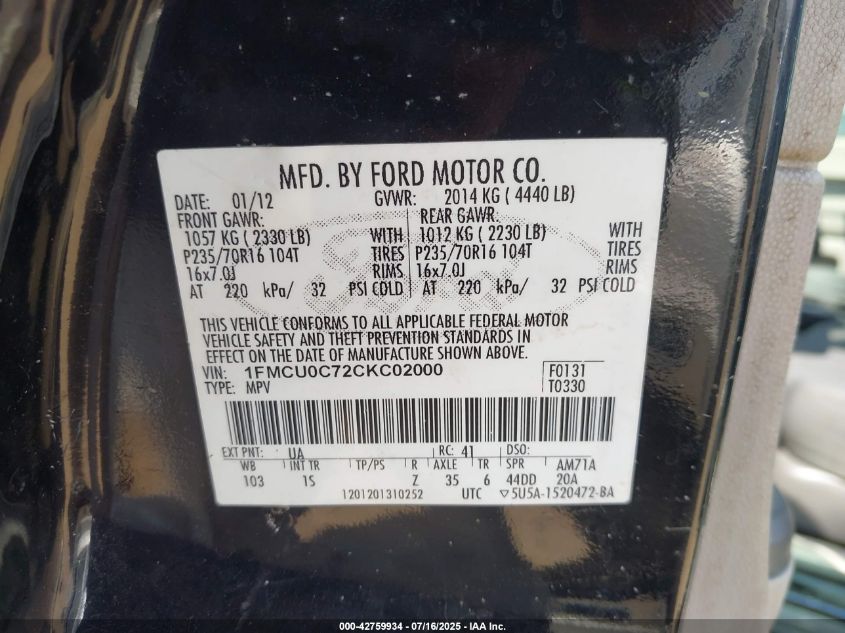 MFD. BY FORD MOTOR CO.
DATE: 01/12 GVWR: 2014 KG ( 4440 LB)
FRONT GAWR: REAR GAWR:
1057 KG ( 2330 LB) WITH 1012 KG ( 2230 LB) WITH
P235/70R16 104T TIRES P235/70R16 104T TIRES
16x7.0J RIMS 16x7.0J RIMS
AT 220 kPa/ 32 PSI COLD AT 220 kPa/ 32 PSI COLD
THIS VEHICLE CONFORMS TO ALL APPLICABLE FEDERAL MOTOR
VEHICLE SAFETY AND THEFT PREVENTION STANDARDS IN
EFFECT ON THE DATE OF MANUFACTURE SHOWN ABOVE.
VIN: 1FMCU0C72CKC02000 F0131
TYPE: MPV T0330
EXT PNT: UA RC: 41 DSO:
WB INT TR TP/PS R AXLE TR SPR AM71A
103 1S Z 35 6 44DD 20A
1201201310252 UTC ▽5U5A-1520472-BA
000-42759934 - 07/16/2025 - IAA Inc.